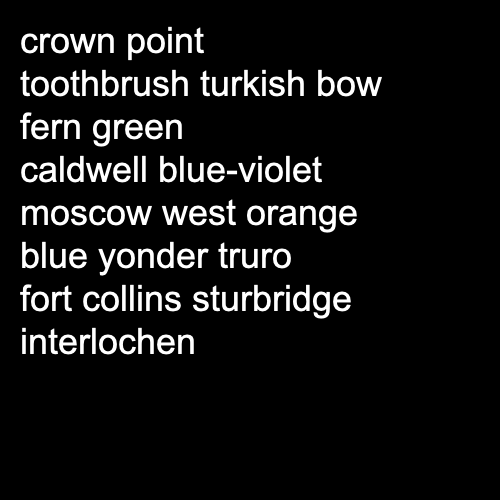 crown point
toothbrush turkish bow
fern green
caldwell blue-violet
moscow west orange
blue yonder truro
fort collins sturbridge
interlochen